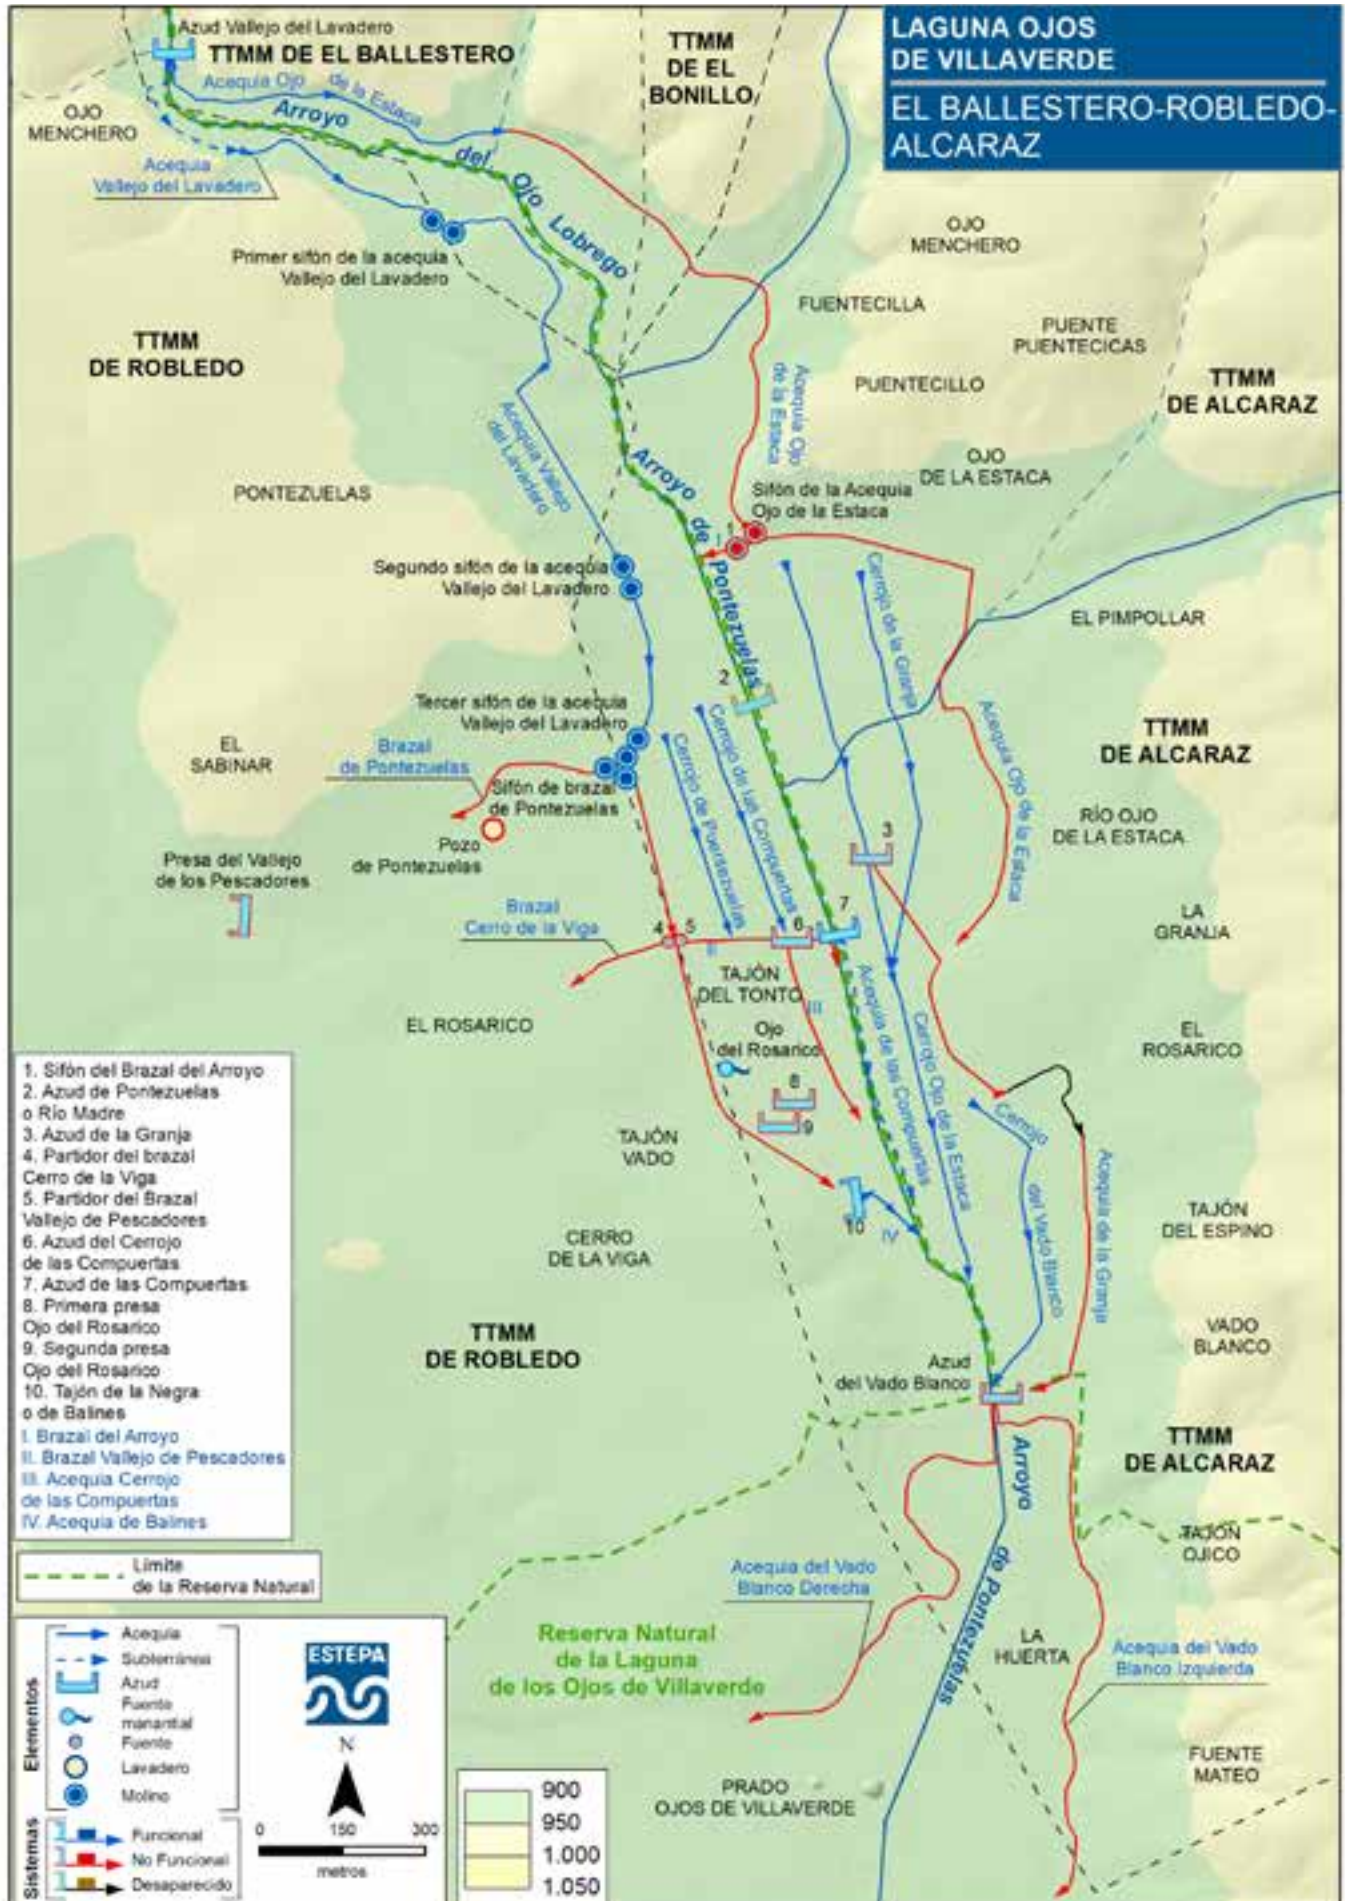 LAGUNA OJOS
DE VILLAVERDE
EL BALLESTERO-ROBLEDO-
ALCARAZ
Azud Vallejo del Lavadero
TTMM DE EL BALLESTERO
TTMM
DE EL
BONILLO
Acequia Ojo de la Estaca
OJO
MENCHERO
Arroyo del Ojo Lobrego
Acequia
Vallejo del Lavadero
Primer sifón de la acequia
Vallejo del Lavadero
OJO
MENCHERO
FUENTECILLA
PUENTE
PUENTECICAS
PUENTECILLO
TTMM
DE ROBLEDO
TTMM
DE ALCARAZ
Acequia Ojo
de la Estaca
Acequia Vallejo
del Lavadero
OJO
DE LA ESTACA
Arroyo de Pontezuelas
Sifón de la Acequia
Ojo de la Estaca
PONTEZUELAS
1
I
Segundo sifón de la acequia
Vallejo del Lavadero
Cerrojo de la Granja
EL PIMPOLLAR
2
Tercer sifón de la acequia
Vallejo del Lavadero
EL
SABINAR
Brazal
de Pontezuelas
Sifón de brazal
de Pontezuelas
Cerrojo de Puersezuelas
Cerrojo de las Compuertas
Acequia Ojo de la Estaca
TTMM
DE ALCARAZ
RÍO OJO
DE LA ESTACA
3
Pozo
de Pontezuelas
Presa del Vallejo
de los Pescadores
Brazal
Cerro de la Viga
4
5
II
6
7
LA
GRANJA
TAJÓN
DEL TONTO
III
EL ROSARICO
Ojo
del Rosarico
Acequia de las Compuertas
Cerrojo Ojo de la Estaca
EL
ROSARICO
8
9
Cerrojo
del Vado Blanco
TAJÓN
VADO
Acequia de la Granja
10
IV
TAJÓN
DEL ESPINO
CERRO
DE LA VIGA
VADO
BLANCO
TTMM
DE ROBLEDO
Azud
del Vado Blanco
1. Sifón del Brazal del Arroyo
2. Azud de Pontezuelas
o Río Madre
3. Azud de la Granja
4. Partidor del brazal
Cerro de la Viga
5. Partidor del Brazal
Vallejo de Pescadores
6. Azud del Cerrojo
de las Compuertas
7. Azud de las Compuertas
8. Primera presa
Ojo del Rosarico
9. Segunda presa
Ojo del Rosarico
10. Tajón de la Negra
o de Balines
I. Brazal del Arroyo
II. Brazal Vallejo de Pescadores
III. Acequia Cerrojo
de las Compuertas
IV. Acequia de Balines
TTMM
DE ALCARAZ
Arroyo de Pontezuelas
TAJÓN
OJICO
Límite
de la Reserva Natural
Acequia del Vado
Blanco Derecha
Reserva Natural
de la Laguna
de los Ojos de Villaverde
LA
HUERTA
Acequia del Vado
Blanco Izquierda
FUENTE
MATEO
PRADO
OJOS DE VILLAVERDE
Elementos
Acequia
Subterránea
Azud
Fuente
manantial
Fuente
Lavadero
Molino
Sistemas
Funcional
No Funcional
Desaparecido
ESTEPA
N
0 150 300
metros
900
950
1.000
1.050